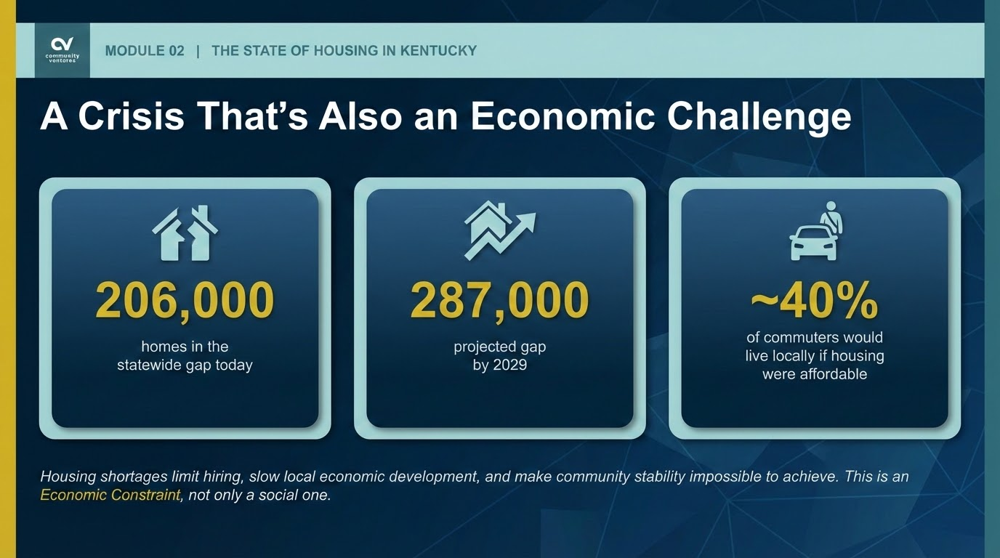 CV
community
ventures
MODULE 02 | THE STATE OF HOUSING IN KENTUCKY
A Crisis That’s Also an Economic Challenge
206,000
homes in the
statewide gap today
287,000
projected gap
by 2029
~40%
of commuters would
live locally if housing
were affordable
Housing shortages limit hiring, slow local economic development, and make community stability impossible to achieve. This is an
Economic Constraint, not only a social one.